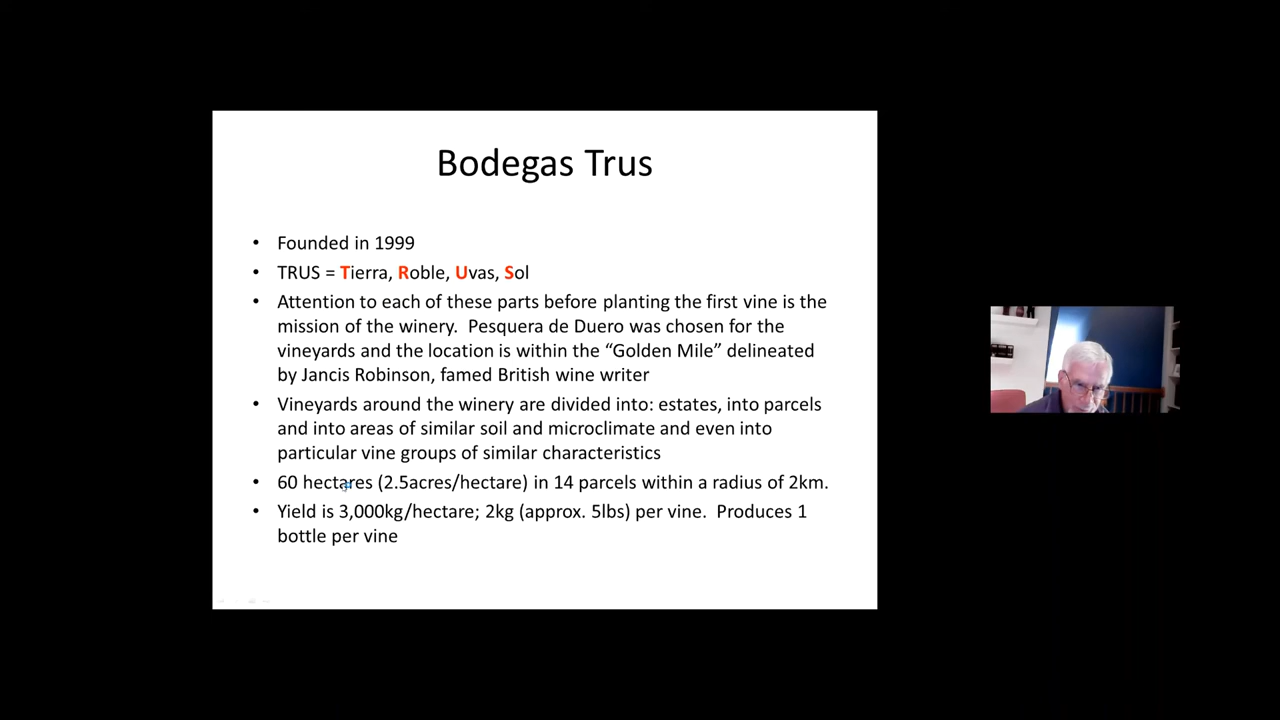 Bodegas Trus
• Founded in 1999
• TRUS = Tierra, Roble, Uvas, Sol
• Attention to each of these parts before planting the first vine is the
mission of the winery.  Pesquera de Duero was chosen for the
vineyards and the location is within the “Golden Mile” delineated
by Jancis Robinson, famed British wine writer
• Vineyards around the winery are divided into: estates, into parcels
and into areas of similar soil and microclimate and even into
particular vine groups of similar characteristics
• 60 hectares (2.5acres/hectare) in 14 parcels within a radius of 2km.
• Yield is 3,000kg/hectare; 2kg (approx. 5lbs) per vine.  Produces 1
bottle per vine